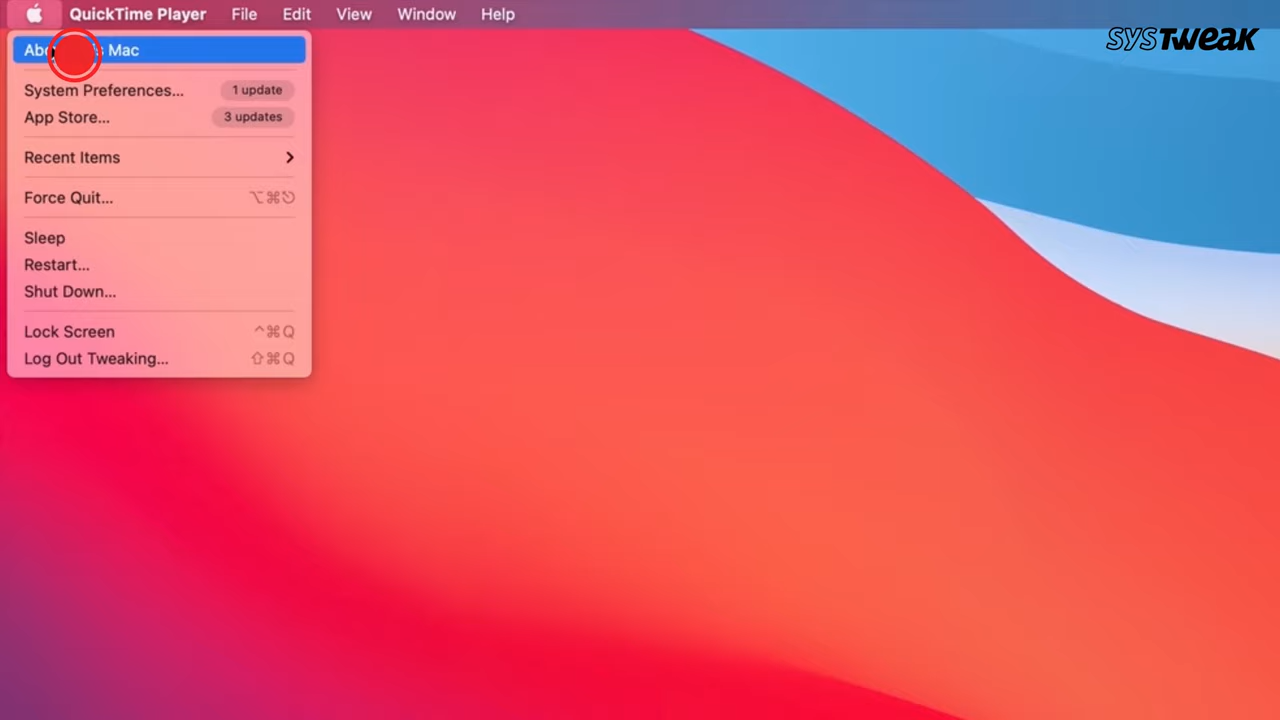 QuickTime Player File Edit View Window Help
SYSTWEAK
Mac
System Preferences... 1 update
App Store... 3 updates
Recent Items
Force Quit... ⌥⌘⎋
Sleep
Restart...
Shut Down...
Lock Screen ^⌘Q
Log Out Tweaking... ⇧⌘Q